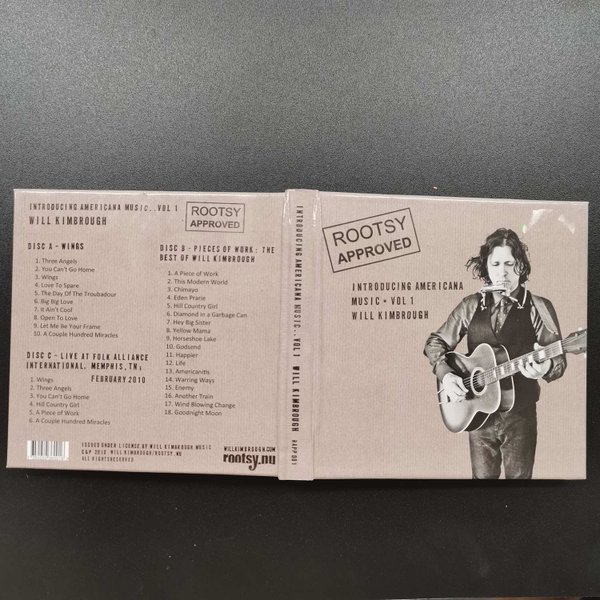 INTRODUCING AMERICANA MUSIC..VOL 1
WILL KIMBROUGH
ROOTSY
APPROVED
DISC A - WINGS
1. Three Angels
2. You Can't Go Home
3. Wings
4. Love To Spare
5. The Day Of The Troubadour
6. Big Big Love
7. It Ain't Cool
8. Open To Love
9. Let Me Be Your Frame
10. A Couple Hundred Miracles
DISC C - LIVE AT FOLK ALLIANCE
INTERNATIONAL, MEMPHIS,TN;
FEBRUARY 2010
1. Wings
2. Three Angels
3. You Can't Go Home
4. Hill Country Girl
5. A Piece of Work
6. A Couple Hundred Miracles
DISC B - PIECES OF WORK: THE
BEST OF WILL KIMBROUGH
1. A Piece of Work
2. This Modern World
3. Chimayo
4. Eden Prarie
5. Hill Country Girl
6. Diamond in a Garbage Can
7. Hey Big Sister
8. Yellow Mama
9. Horseshoe Lake
10. Godsend
11. Happier
12. Life
13. Americanitis
14. Warring Ways
15. Enemy
16. Another Train
17. Wind Blowing Change
18. Goodnight Moon
ISSUED UNDER LICENSE BY WILL KIMBROUGH MUSIC
C&P 2010 WILL KIMBROUGH/ROOTSY.NU
ALL RIGHTSRESERVED
WILLKIMBROUGH.COM
rootsy.nu
INTRODUCING AMERICANA MUSIC.. VOL 1 WILL KIMBROUGH RAPP 001
ROOTSY
APPROVED
INTRODUCING AMERICANA
MUSIC - VOL 1
WILL KIMBROUGH